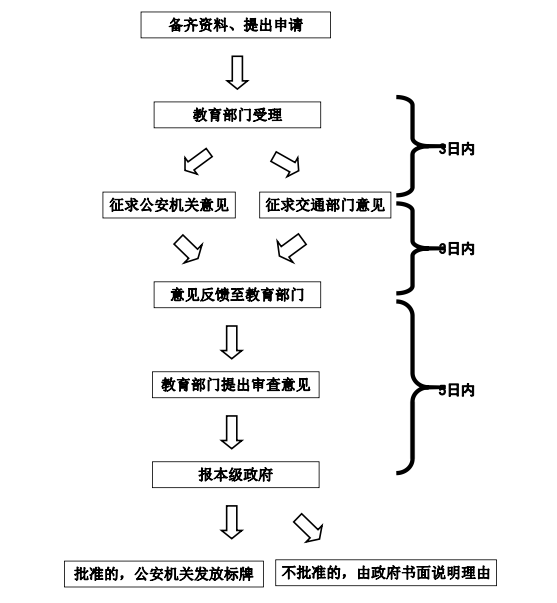 备齐资料、提出申请
教育部门受理
3日内
征求公安机关意见
征求交通部门意见
3日内
意见反馈至教育部门
教育部门提出审查意见
5日内
报本级政府
批准的，公安机关发放标牌
不批准的，由政府书面说明理由